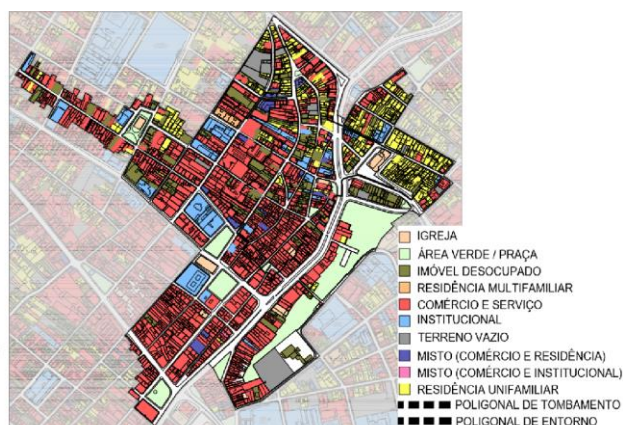 IGREJA
ÁREA VERDE / PRAÇA
IMÓVEL DESOCUPADO
RESIDÊNCIA MULTIFAMILIAR
COMÉRCIO E SERVIÇO
INSTITUCIONAL
TERRENO VAZIO
MISTO (COMÉRCIO E RESIDÊNCIA)
MISTO (COMÉRCIO E INSTITUCIONAL)
RESIDÊNCIA UNIFAMILIAR
POLIGONAL DE TOMBAMENTO
POLIGONAL DE ENTORNO